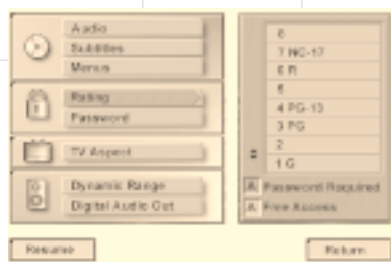 Audio
Subtitles
Menus
Rating
Password
TV Aspect
Dynamic Range
Digital Audio Out
8
7 NC-17
6 R
5
4 PG-13
3 PG
2
1 G
Password Required
Free Access
Resume
Return